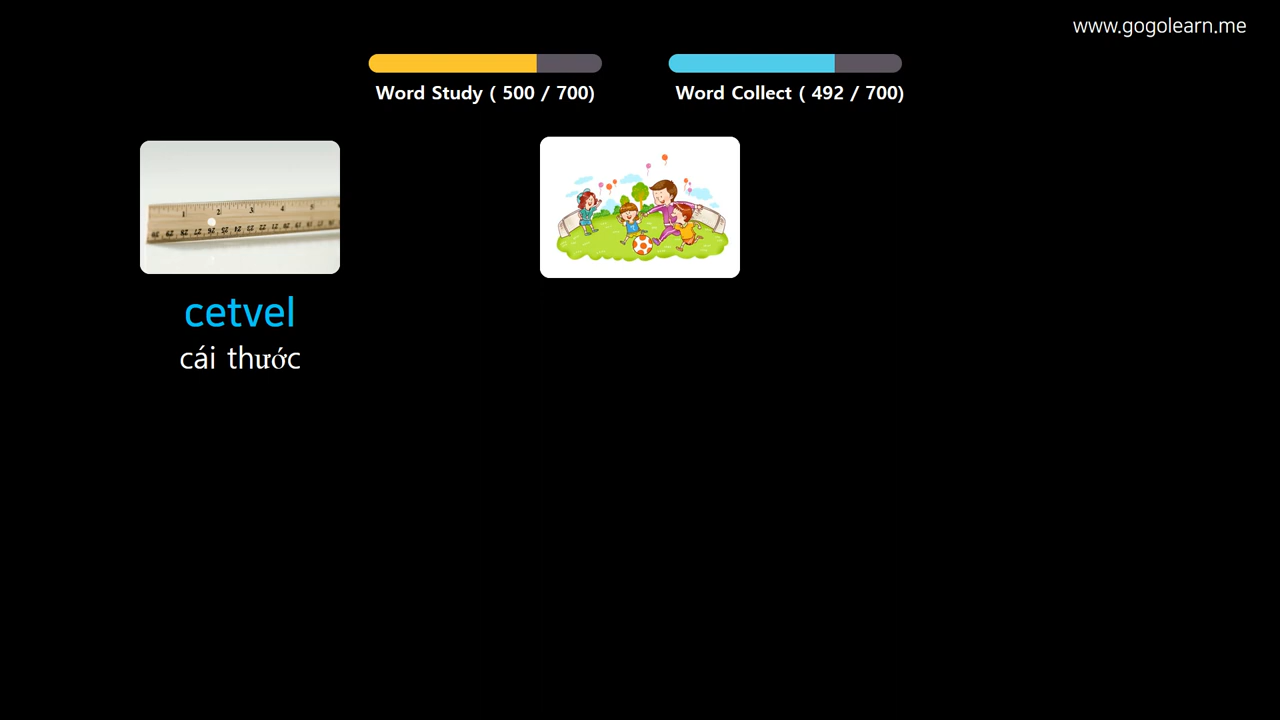 www.gogolearn.me
Word Study ( 500 / 700)
Word Collect ( 492 / 700)
cetvel
cái thước